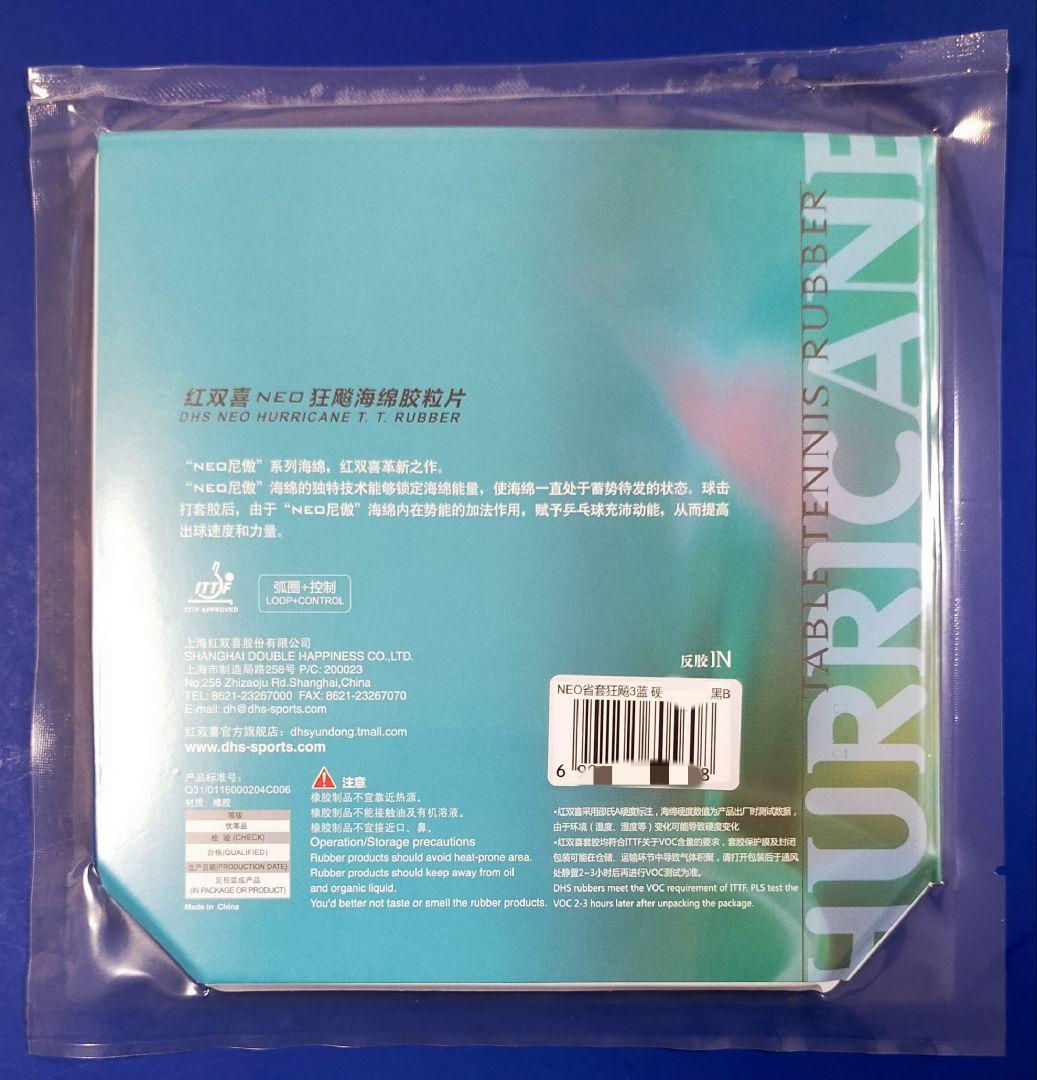 HURRICANE
TABLE TENNIS RUBBER
红双喜 NEO 狂飚海绵胶粒片
DHS NEO HURRICANE T. T. RUBBER
“NEO尼傲”系列海绵，红双喜革新之作。
“NEO尼傲”海绵的独特技术能够锁定海绵能量，使海绵一直处于蓄势待发的状态。球击
打套胶后，由于“NEO尼傲”海绵内在势能的加法作用，赋予乒乓球充沛动能，从而提高
出球速度和力量。
ITTF
ITTF APPROVED
弧圈+控制
LOOP+CONTROL
上海红双喜股份有限公司
SHANGHAI DOUBLE HAPPINESS CO.,LTD.
上海市制造局路258号 P/C: 200023
No.258 Zhizaoju Rd.Shanghai,China
TEL: 8621-23267000 FAX: 8621-23267070
E-mail: dh@dhs-sports.com
红双喜官方旗舰店：dhsyundong.tmall.com
www.dhs-sports.com
产品标准号：
Q31/0116000204C006
材质：橡胶
等级
优等品
检 验 (CHECK)
合格(QUALIFIED)
生产日期(PRODUCTION DATE)
见包装或产品
(IN PACKAGE OR PRODUCT)
Made in China
注意
橡胶制品不宜靠近热源。
橡胶制品不能接触油及有机溶液。
橡胶制品不宜接近口、鼻。
Operation/Storage precautions
Rubber products should avoid heat-prone area.
Rubber products should keep away from oil
and organic liquid.
You'd better not taste or smell the rubber products.
反胶IN
NEO省套狂飚3蓝 硬 黑B
6 8
•红双喜采用邵氏A硬度标注，海绵硬度数值为产品出厂时测试数据，
由于环境（温度、湿度等）变化可能导致硬度变化
•红双喜套胶均符合ITTF关于VOC含量的要求，套胶保护膜及封闭
包装可能在仓储、运输环节中导致气体积聚，请打开包装后于通风
处静置2~3小时后再进行VOC测试为准。
DHS rubbers meet the VOC requirement of ITTF. PLS test the
VOC 2-3 hours later after unpacking the package.